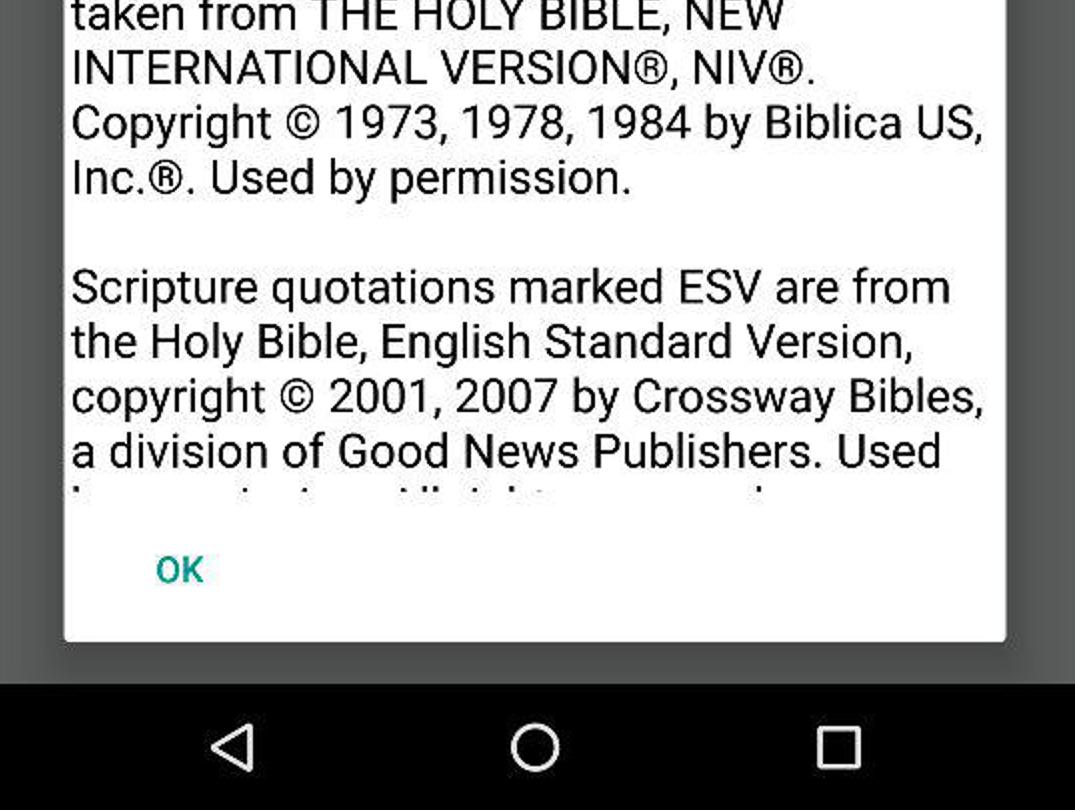 taken from THE HOLY BIBLE, NEW
INTERNATIONAL VERSION®, NIV®.
Copyright © 1973, 1978, 1984 by Biblica US,
Inc.®. Used by permission.
Scripture quotations marked ESV are from
the Holy Bible, English Standard Version,
copyright © 2001, 2007 by Crossway Bibles,
a division of Good News Publishers. Used
OK